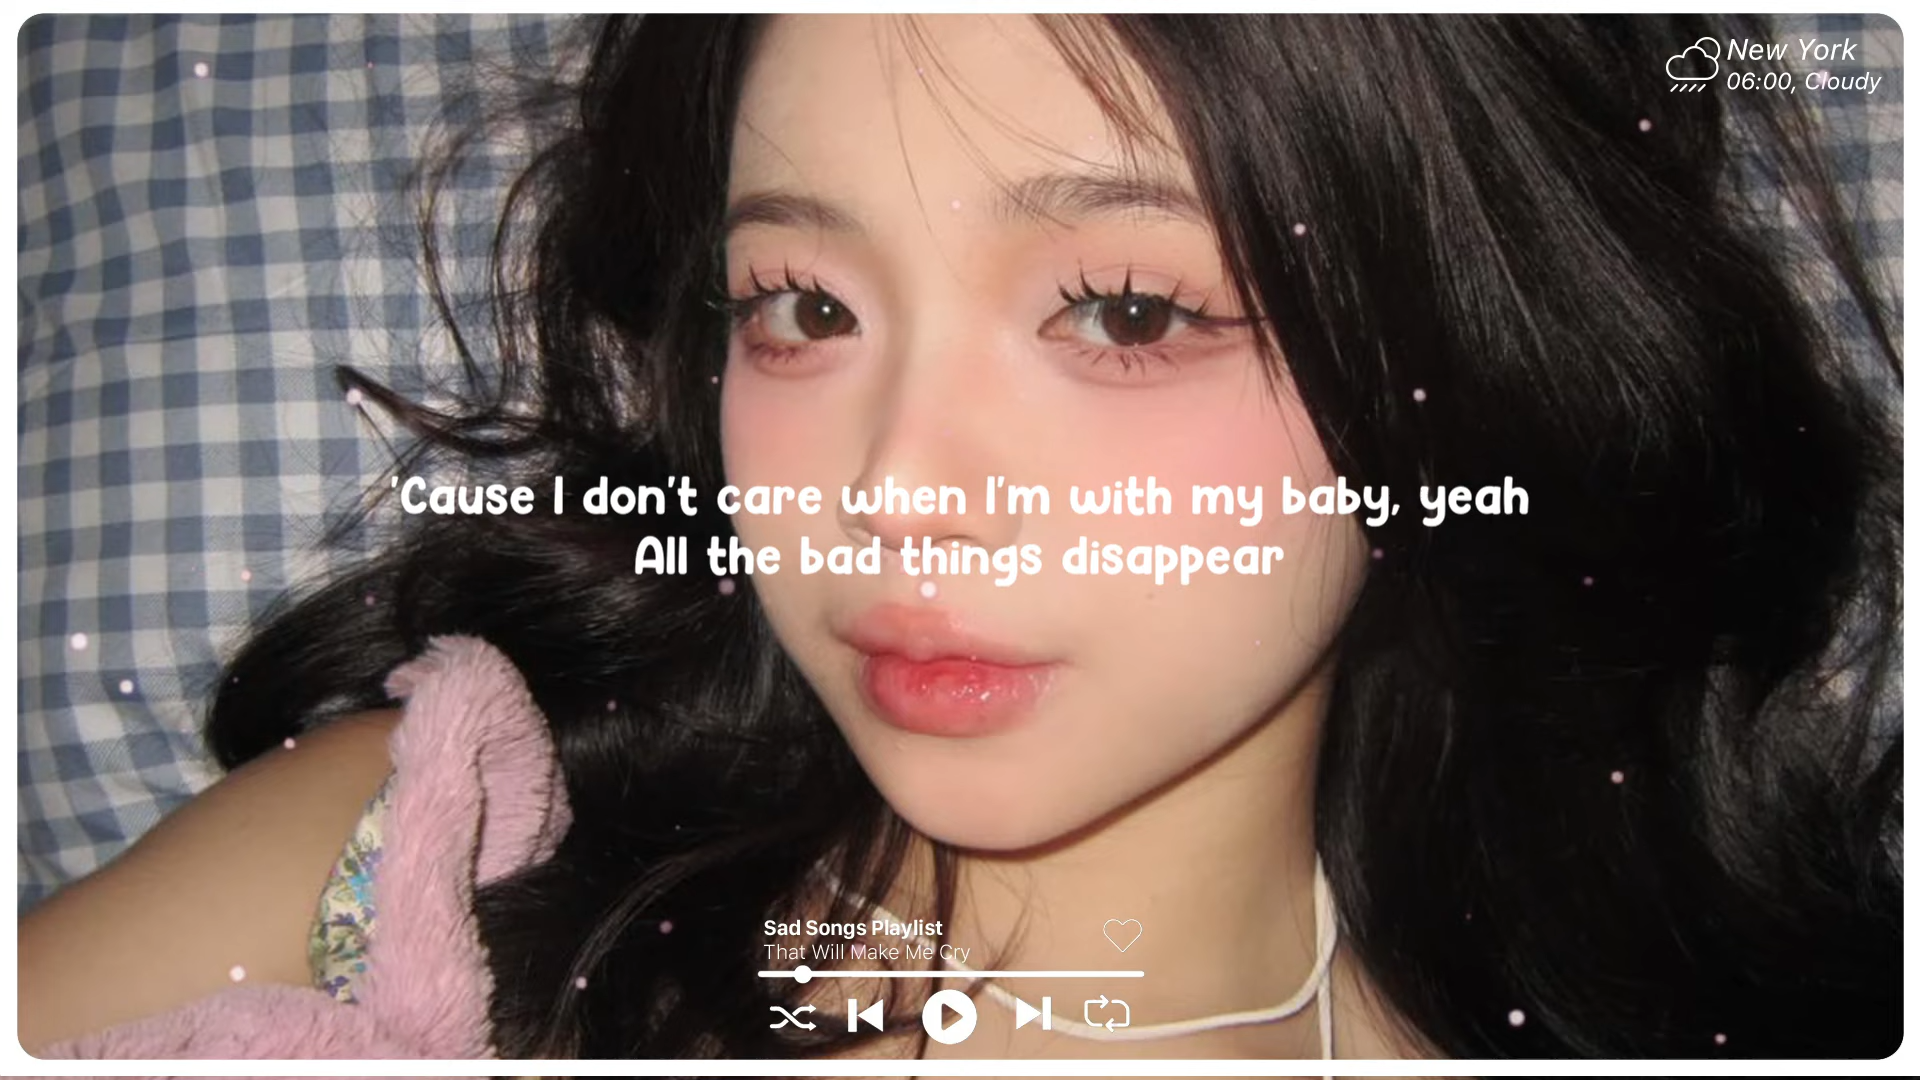 New York
06:00, Cloudy
'Cause I don't care when I'm with my baby, yeah
All the bad things disappear
Sad Songs Playlist
That Will Make Me Cry